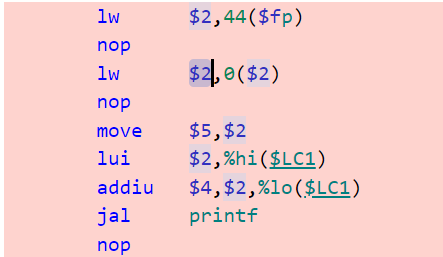 lw $2,44($fp)
nop
lw $2,0($2)
nop
move $5,$2
lui $2,%hi($LC1)
addiu $4,$2,%lo($LC1)
jal printf
nop